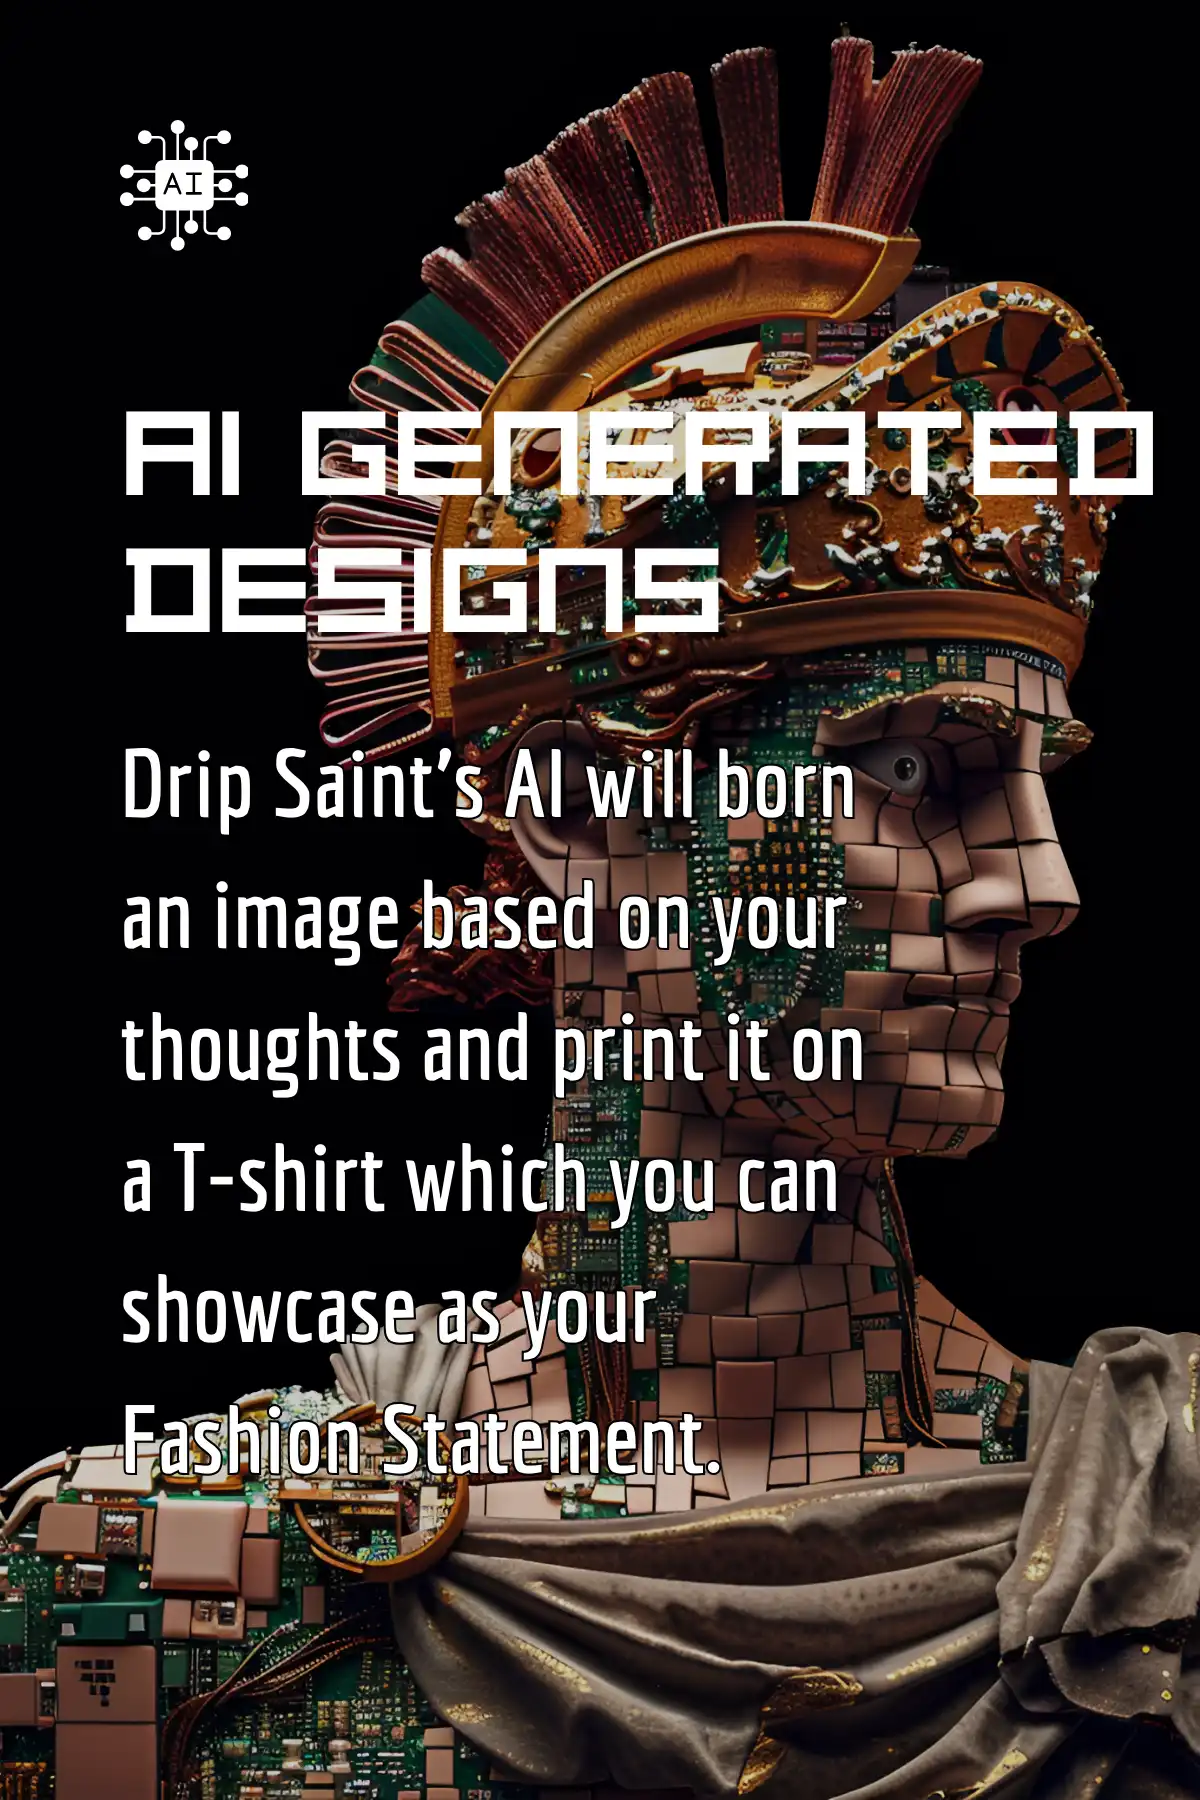 AI
AI GENERATED
DESIGNS
Drip Saint’s AI will born
an image based on your
thoughts and print it on
a T-shirt which you can
showcase as your
Fashion Statement.